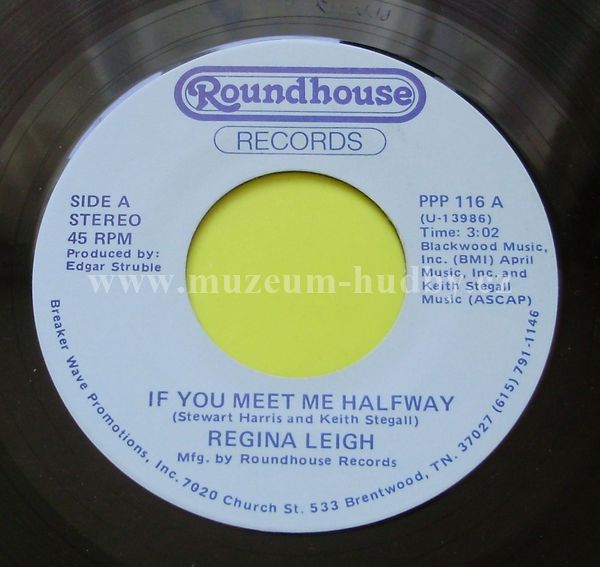 Roundhouse
RECORDS
SIDE A
STEREO
45 RPM
Produced by:
Edgar Struble
PPP 116 A
(U-13986)
Time: 3:02
Blackwood Music,
Inc. (BMI) April
Music, Inc. and
Keith Stegall
Music (ASCAP)
IF YOU MEET ME HALFWAY
(Stewart Harris and Keith Stegall)
REGINA LEIGH
Mfg. by Roundhouse Records
Breaker Wave Promotions, Inc. 7020 Church St. 533 Brentwood, TN. 37027 (615) 791-1146